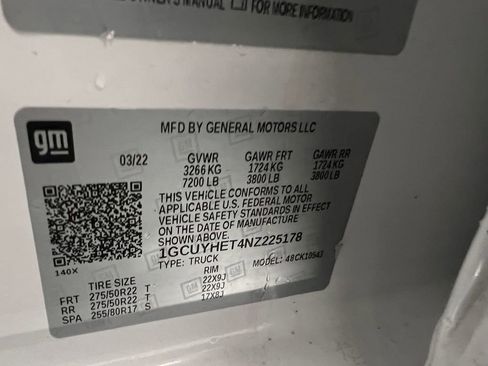 OWNER'S MANUAL FOR MORE INFORMATION
gm
MFD BY GENERAL MOTORS LLC
03/22 GVWR GAWR FRT GAWR RR
3266 KG 1724 KG 1724 KG
7200 LB 3800 LB 3800 LB
THIS VEHICLE CONFORMS TO ALL
APPLICABLE U.S. FEDERAL MOTOR
VEHICLE SAFETY STANDARDS IN EFFECT
ON THE DATE OF MANUFACTURE
1GCUYHET4NZ225178
TYPE: TRUCK MODEL: 48CK10543
140X
TIRE SIZE RIM
FRT 275/50R22 T 22X9J
RR 275/50R22 T 22X9J
SPA 255/80R17 S 17X8J